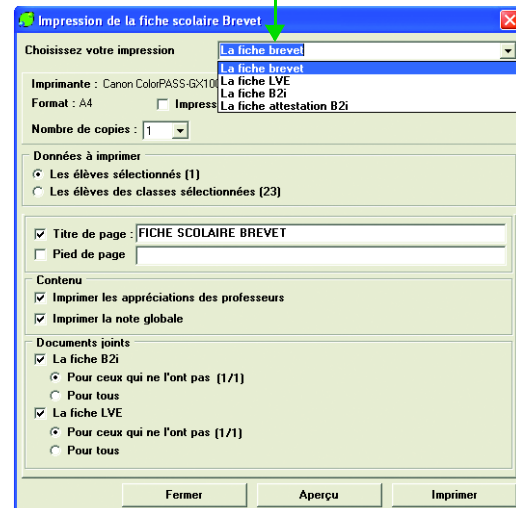 Impression de la fiche scolaire Brevet
Choisissez votre impression La fiche brevet
La fiche brevet
La fiche LVE
La fiche B2i
La fiche attestation B2i
Imprimante : Canon ColorPASS-GX100
Format : A4 Impress
Nombre de copies : 1
Données à imprimer
Les élèves sélectionnés (1)
Les élèves des classes sélectionnées (23)
Titre de page : FICHE SCOLAIRE BREVET
Pied de page
Contenu
Imprimer les appréciations des professeurs
Imprimer la note globale
Documents joints
La fiche B2i
Pour ceux qui ne l'ont pas (1/1)
Pour tous
La fiche LVE
Pour ceux qui ne l'ont pas (1/1)
Pour tous
Fermer Aperçu Imprimer